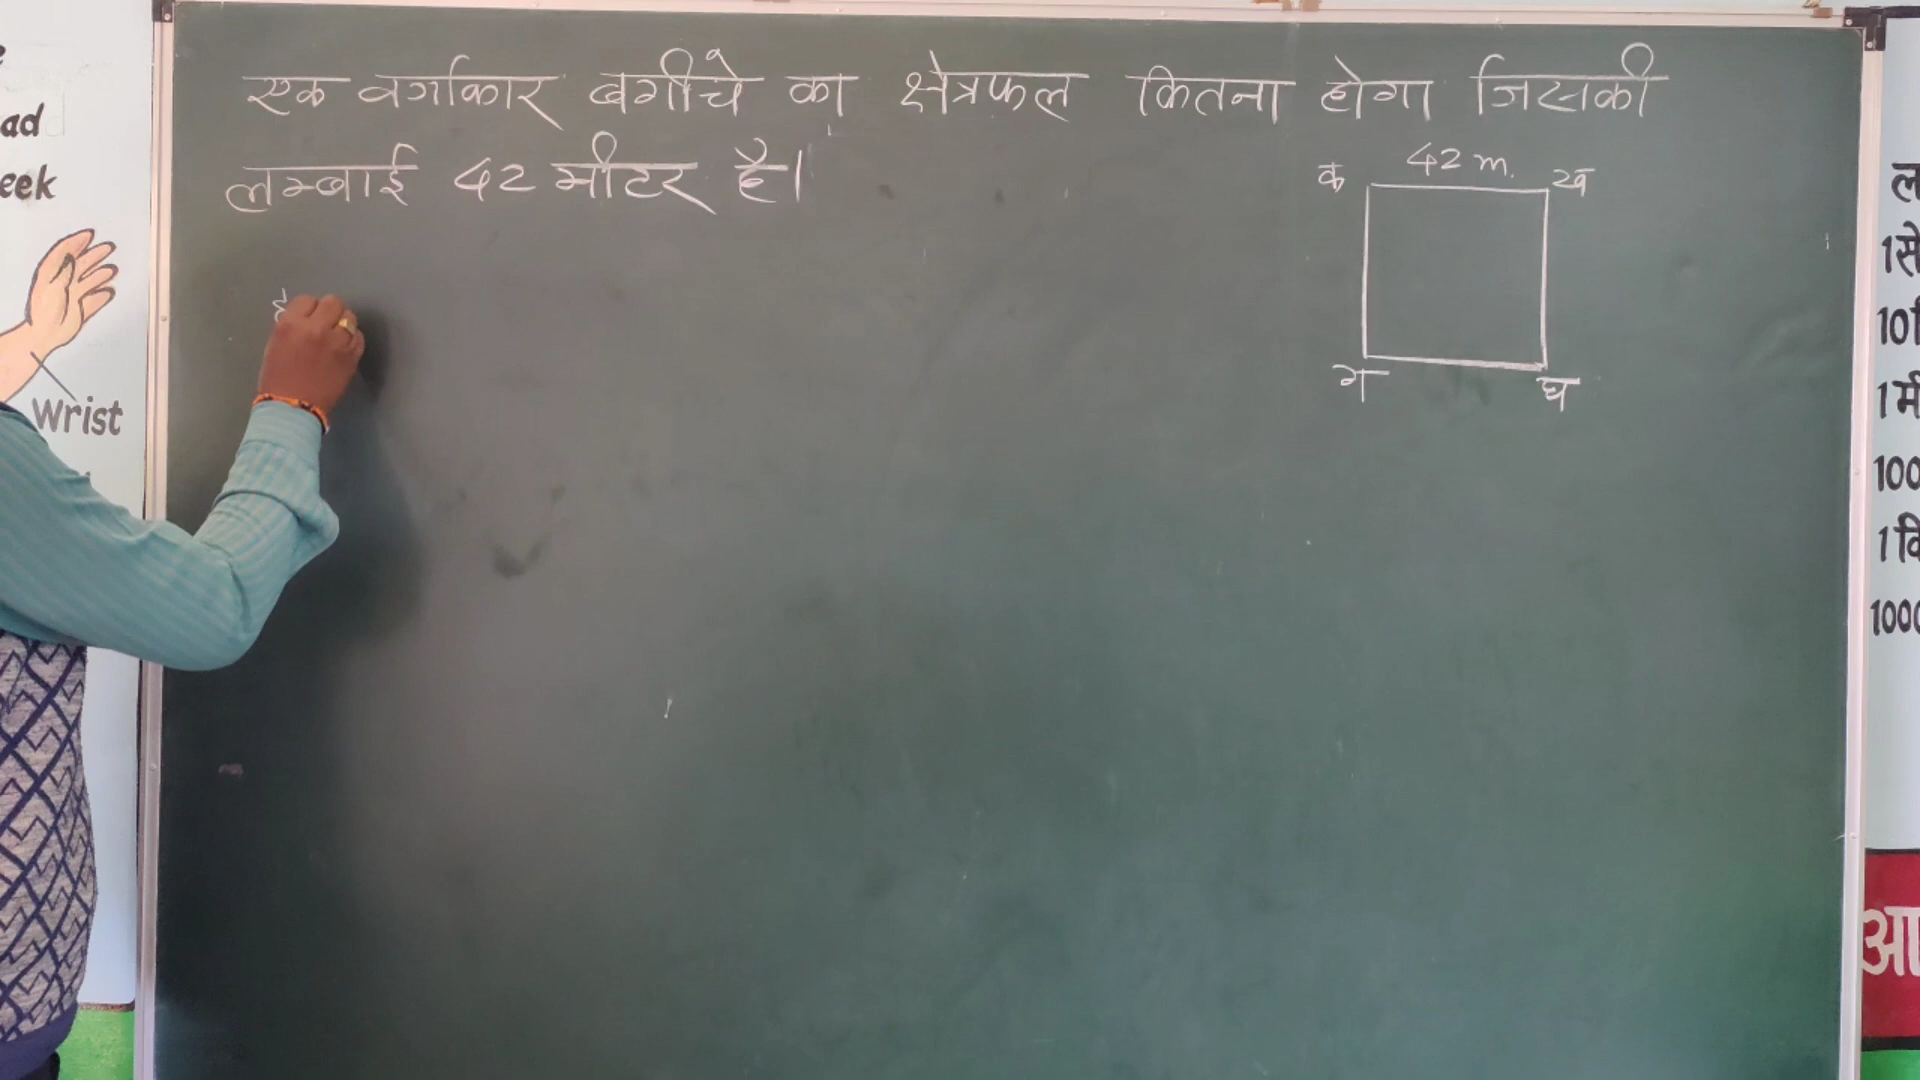 एक वर्गाकार बगीचे का क्षेत्रफल कितना होगा जिसकी
लम्बाई 42 मीटर है।
42 m.
क ख
ग घ
ad
eek
Wrist
ल
1से
10
1मी
100
1कि
1000
आ